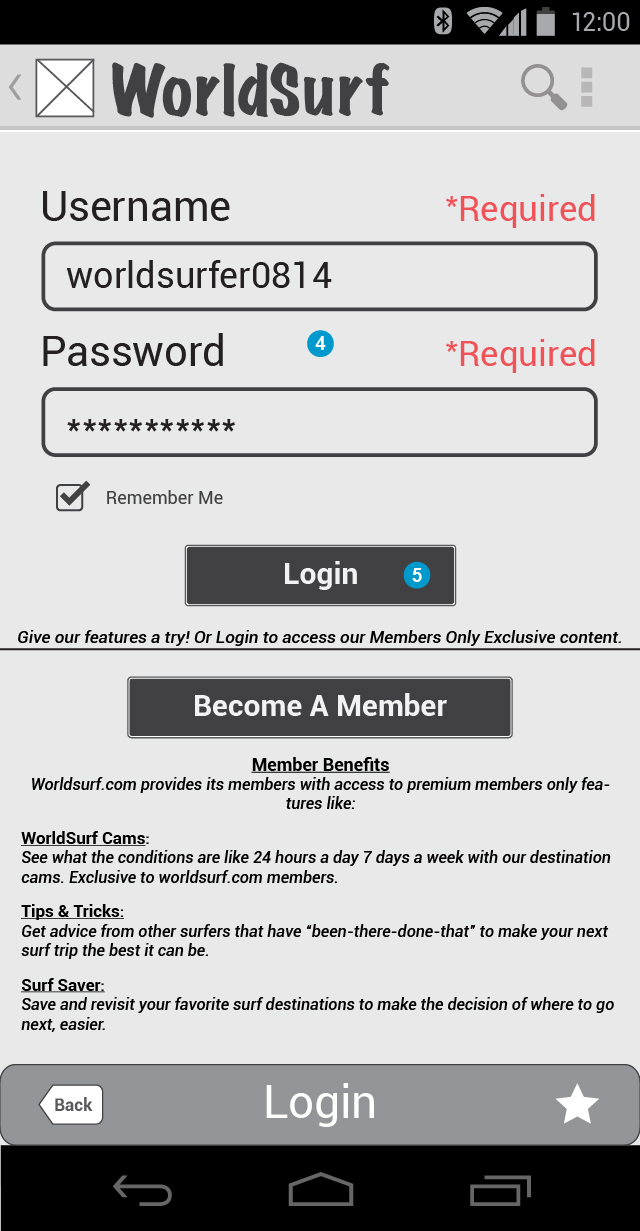 12:00
WorldSurf
Username
*Required
worldsurfer0814
Password
4
*Required
***********
Remember Me
Login
5
Give our features a try! Or Login to access our Members Only Exclusive content.
Become A Member
Member Benefits
Worldsurf.com provides its members with access to premium members only fea-
tures like:
WorldSurf Cams:
See what the conditions are like 24 hours a day 7 days a week with our destination
cams. Exclusive to worldsurf.com members.
Tips & Tricks:
Get advice from other surfers that have “been-there-done-that” to make your next
surf trip the best it can be.
Surf Saver:
Save and revisit your favorite surf destinations to make the decision of where to go
next, easier.
Back
Login